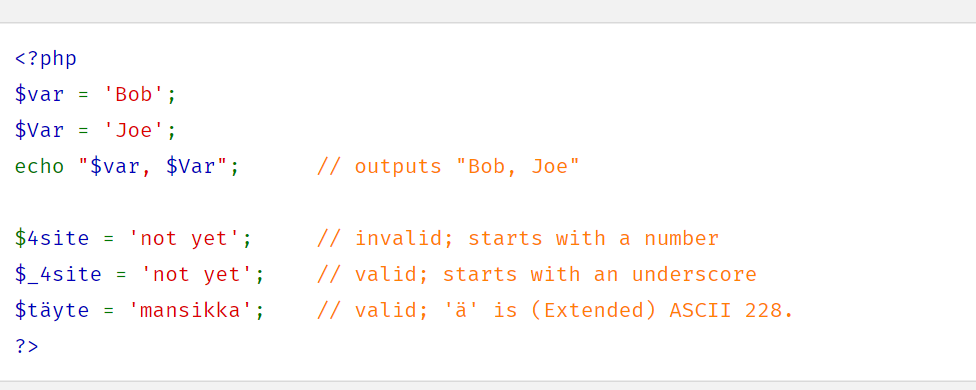 <?php
$var = 'Bob';
$Var = 'Joe';
echo "$var, $Var";      // outputs "Bob, Joe"
$4site = 'not yet';     // invalid; starts with a number
$_4site = 'not yet';    // valid; starts with an underscore
$täyte = 'mansikka';    // valid; 'ä' is (Extended) ASCII 228.
?>